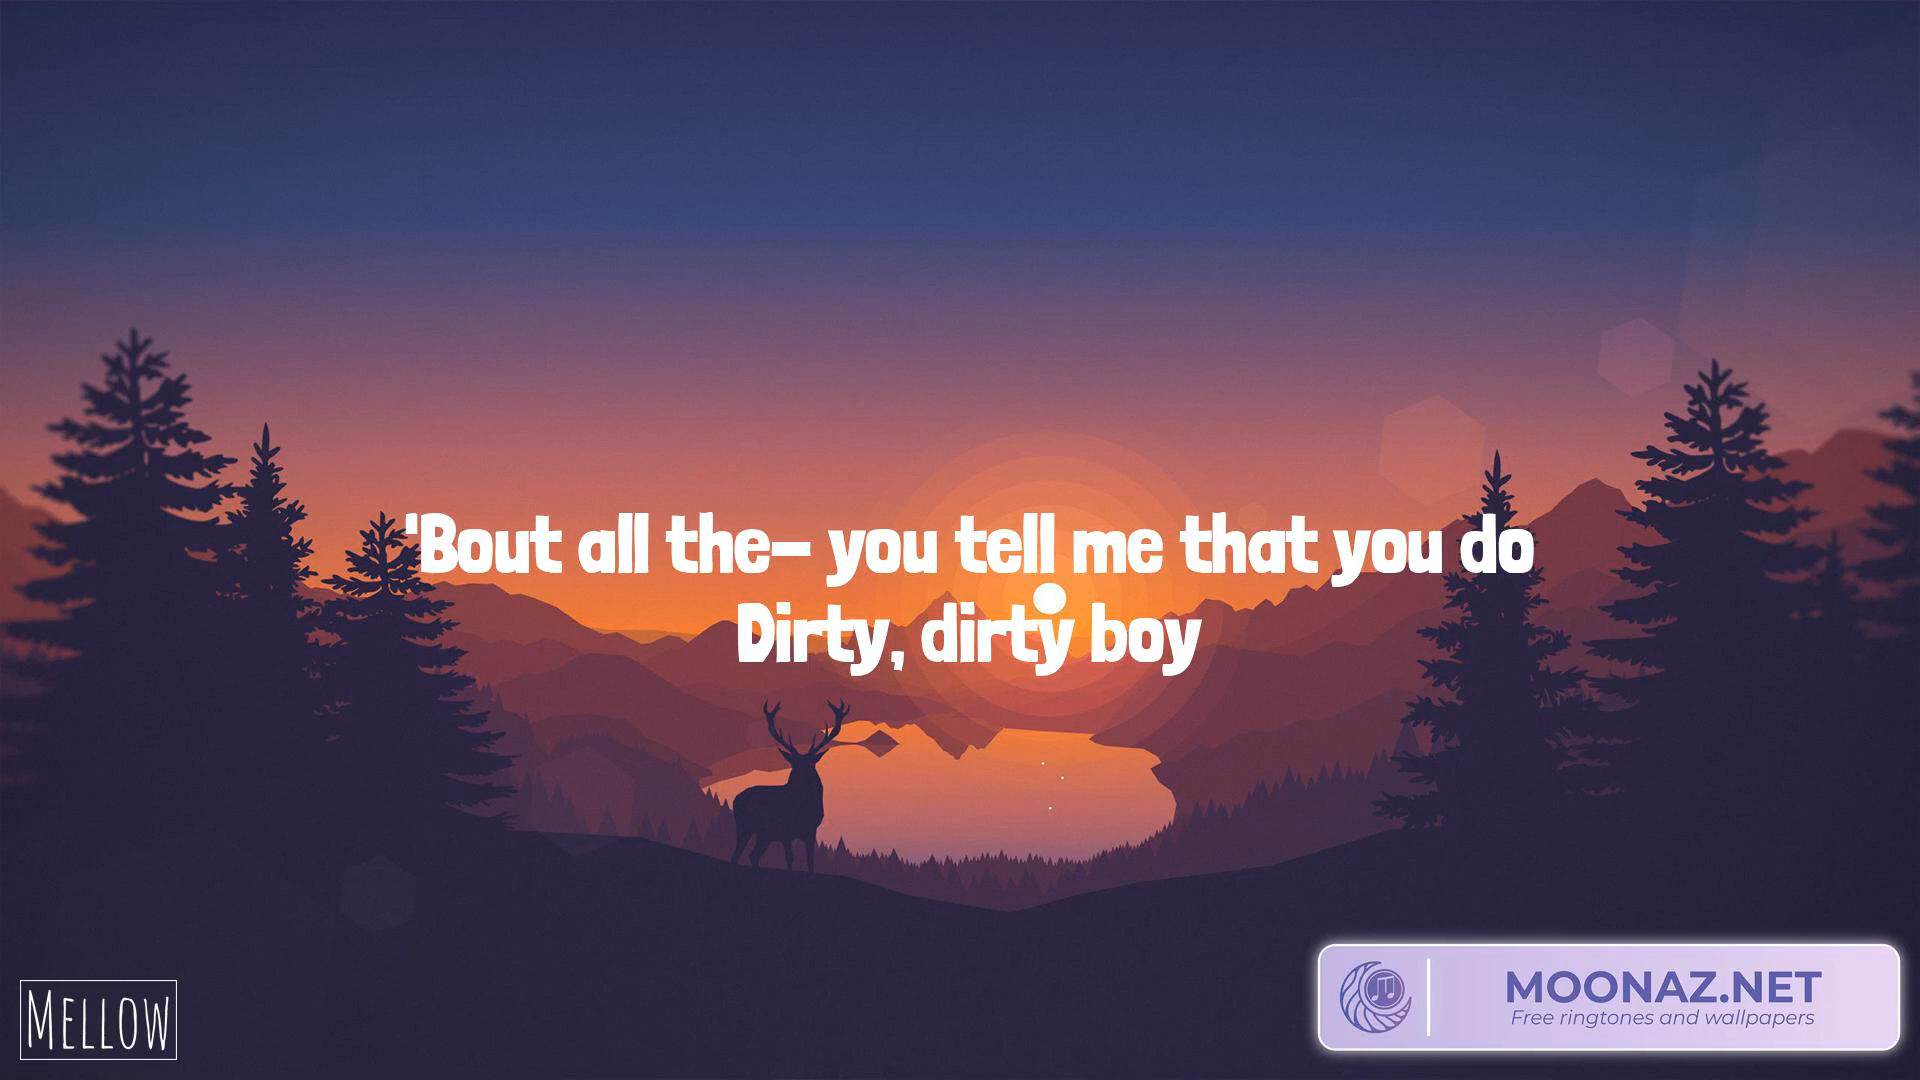 'Bout all the— you tell me that you do
Dirty, dirty boy
MELLOW
MOONAZ.NET
Free ringtones and wallpapers